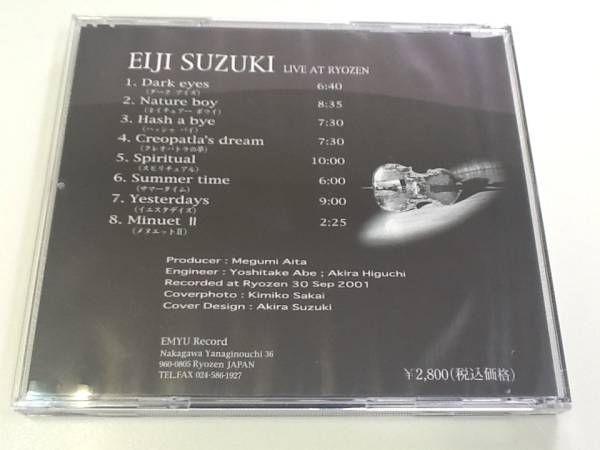 EIJI SUZUKI LIVE AT RYOZEN
1. Dark eyes 6:40
(ダーク アイズ)
2. Nature boy 8:35
(ネイチュアー ボウイ)
3. Hash a bye 7:30
(ハッシャ バイ)
4. Creopatla's dream 7:30
(クレオパトラの夢)
5. Spiritual 10:00
(スピリチュアル)
6. Summer time 6:00
(サマータイム)
7. Yesterdays 9:00
(イエスタデイズ)
8. Minuet Ⅱ 2:25
(メヌエットⅡ)
Producer : Megumi Aita
Engineer : Yoshitake Abe ; Akira Higuchi
Recorded at Ryozen 30 Sep 2001
Coverphoto : Kimiko Sakai
Cover Design : Akira Suzuki
EMYU Record
Nakagawa Yanaginouchi 36
960-0805 Ryozen JAPAN
TEL.FAX 024-586-1927
¥2,800(税込価格)